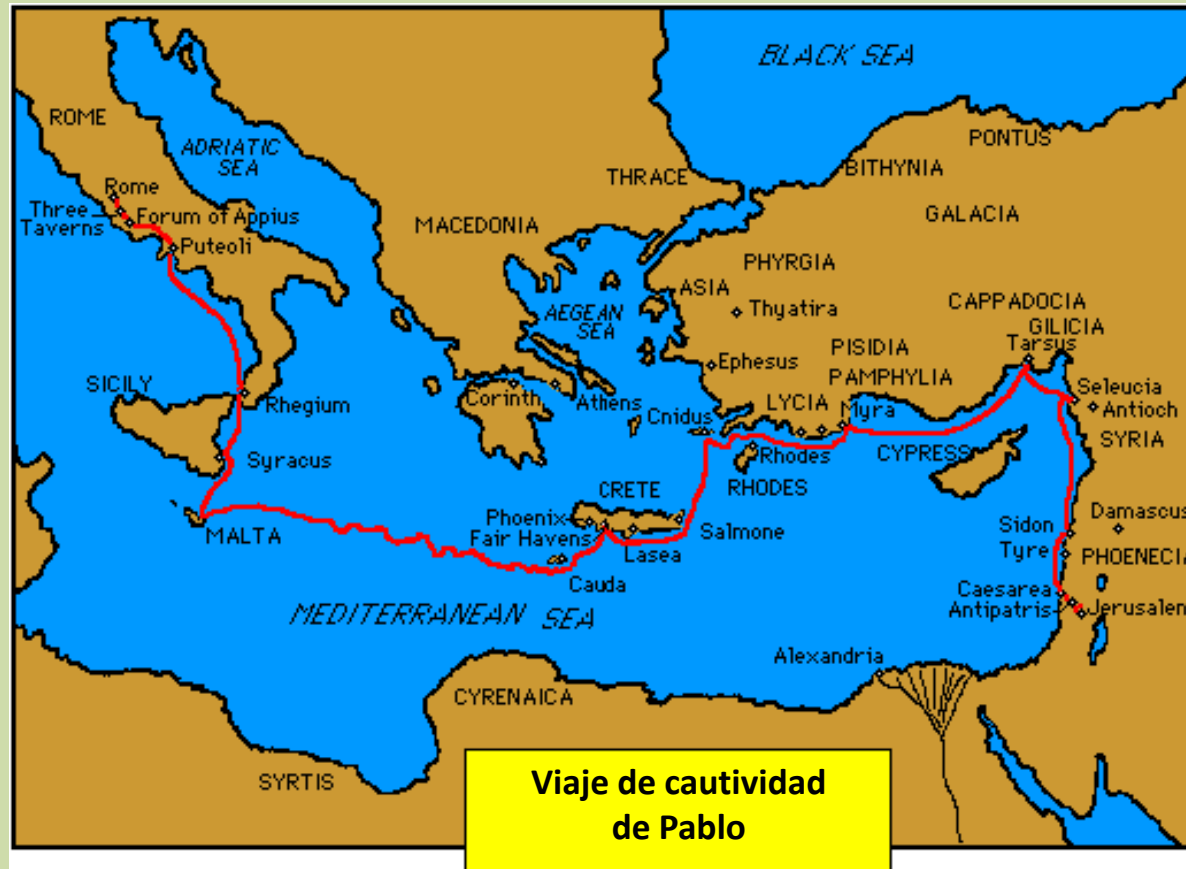 BLACK SEA
ROME
ADRIATIC
SEA
PONTUS
BITHYNIA
THRACE
Rome
Three
Taverns
Forum of Appius
MACEDONIA
GALACIA
Puteoli
PHYRGIA
ASIA
Thyatira
CAPPADOCIA
GILICIA
Tarsus
AEGEAN
SEA
Ephesus
PISIDIA
PAMPHYLIA
SICILY
Rhegium
Corinth
Athens
Cnidus
LYCIA
Myra
Seleucia
Antioch
SYRIA
Syracus
Rhodes
RHODES
CYPRESS
CRETE
Phoenix
Fair Havens
Lasea
Salmone
MALTA
Cauda
Sidon
Tyre
Damascus
PHOENECIA
Caesarea
Antipatris
Jerusalem
MEDITERRANEAN SEA
Alexandria
CYRENAICA
SYRTIS
Viaje de cautividad
de Pablo